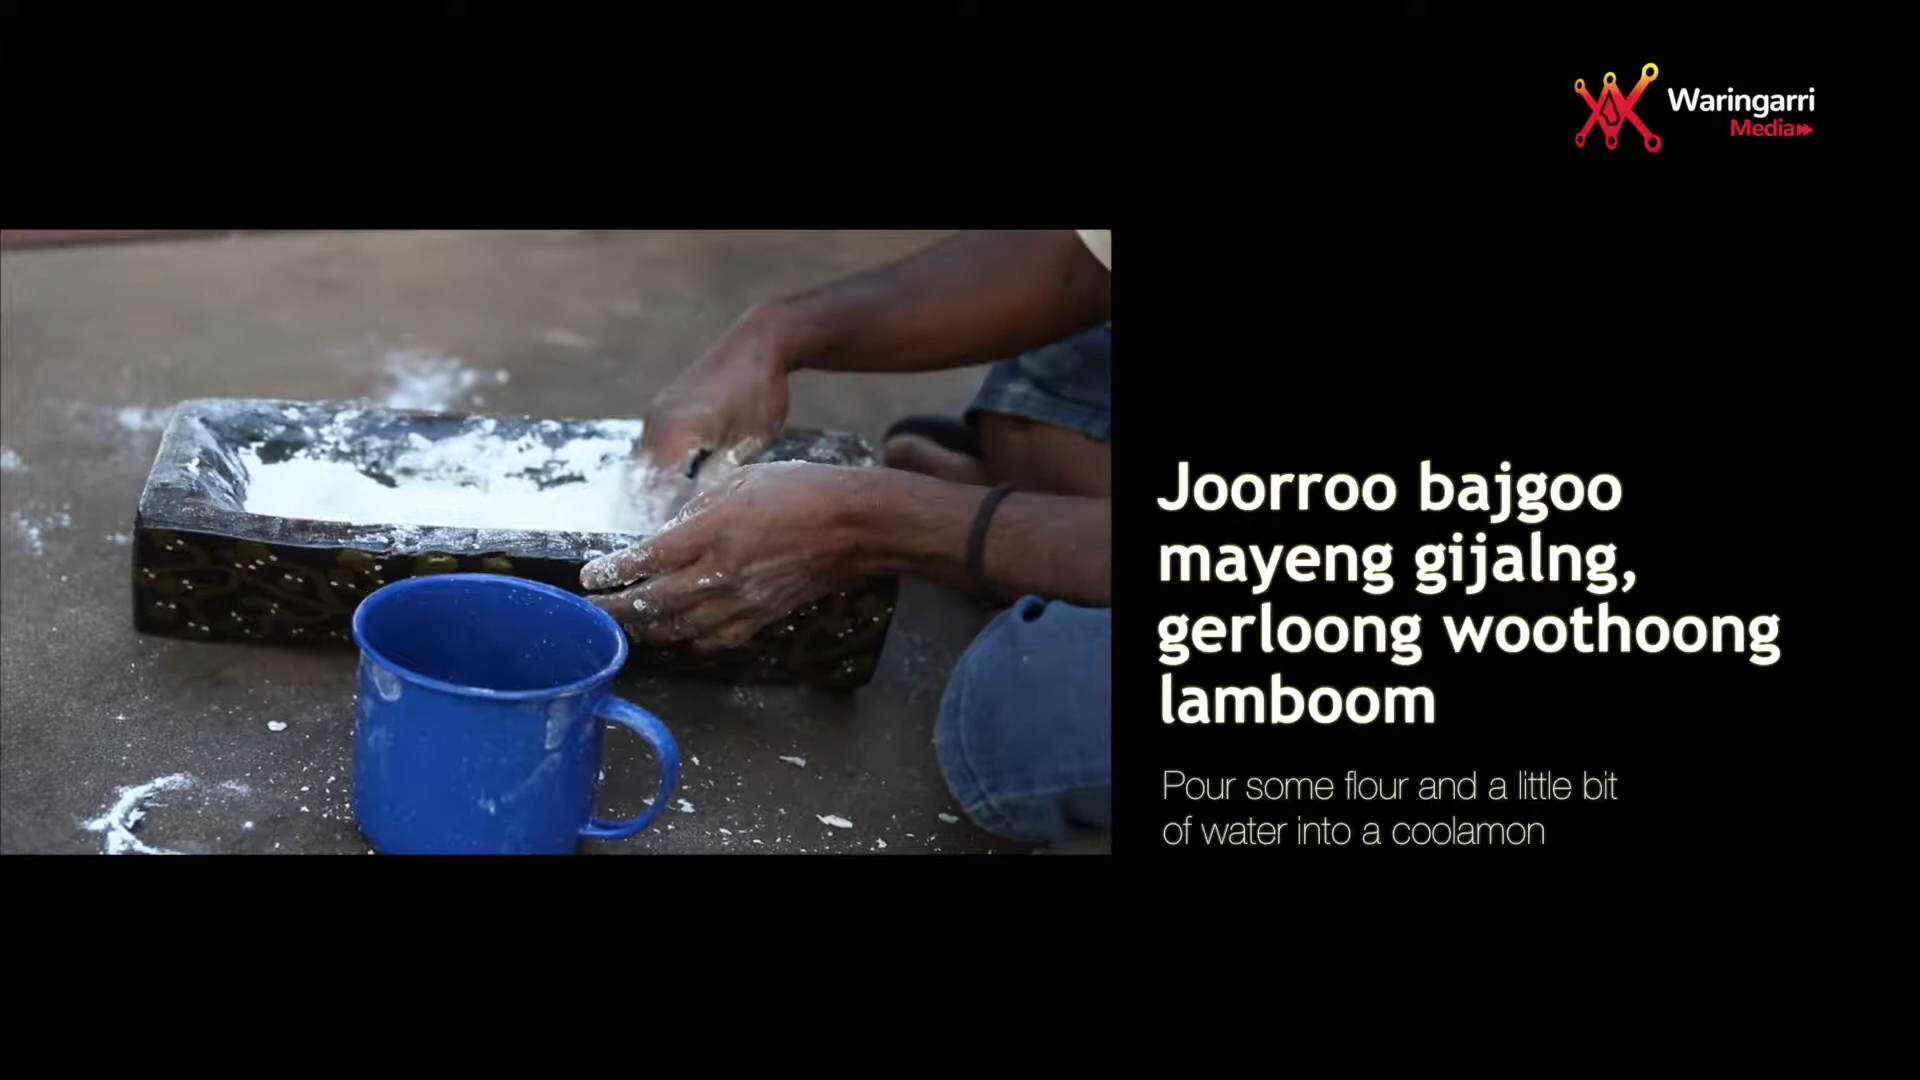 Waringarri
Media
Joorroo bajgoo
mayeng gijalng,
gerloong woothoong
lamboom
Pour some flour and a little bit
of water into a coolamon